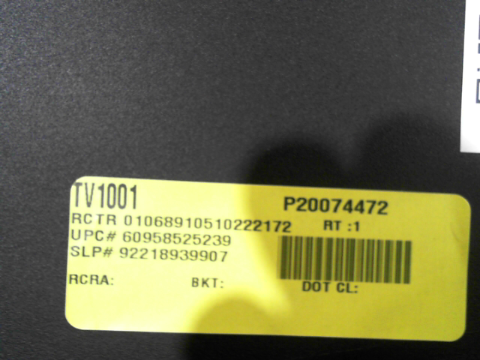 TV1001 P20074472
RCTR 01068910510222172 RT :1
UPC# 60958525239
SLP# 92218939907
RCRA: BKT: DOT CL: